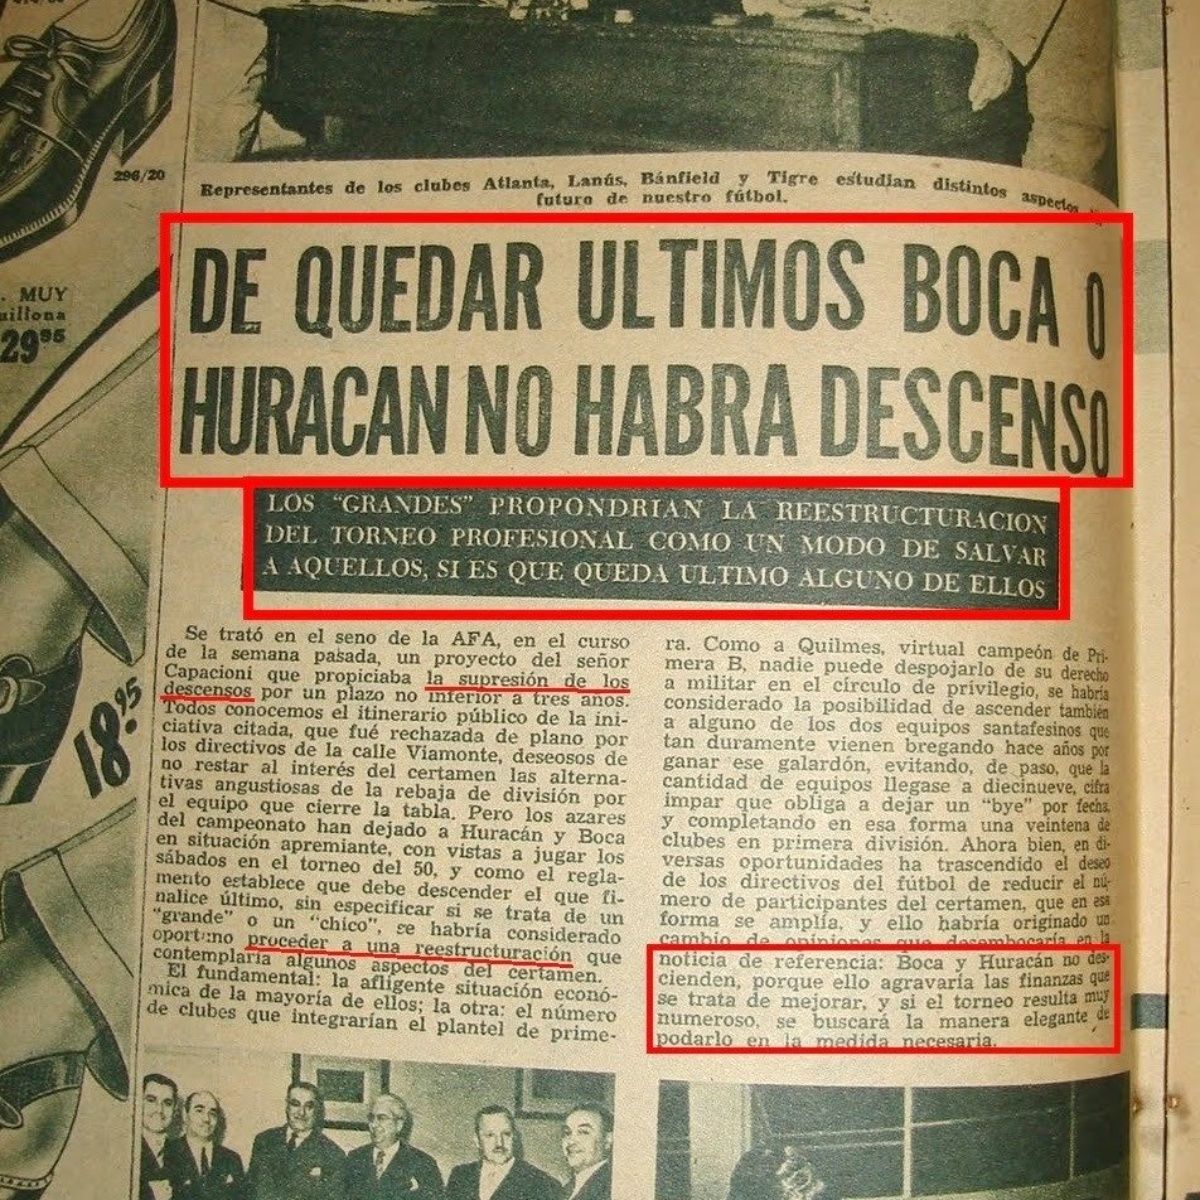 296/20
. MUY
uillona
29⁹⁵
18.⁹⁵
Representantes de los clubes Atlanta, Lanús, Bánfield y Tigre estudian distintos aspectos
futuro de nuestro fútbol.
DE QUEDAR ULTIMOS BOCA O
HURACAN NO HABRA DESCENSO
LOS "GRANDES" PROPONDRIAN LA REESTRUCTURACION
DEL TORNEO PROFESIONAL COMO UN MODO DE SALVAR
A AQUELLOS, SI ES QUE QUEDA ULTIMO ALGUNO DE ELLOS
Se trató en el seno de la AFA, en el curso
de la semana pasada, un proyecto del señor
Capacioni que propiciaba la supresión de los
descensos por un plazo no inferior a tres años.
Todos conocemos el itinerario público de la ini-
ciativa citada, que fué rechazada de plano por
los directivos de la calle Viamonte, deseosos de
no restar al interés del certamen las alterna-
tivas angustiosas de la rebaja de división por
el equipo que cierre la tabla. Pero los azares
del campeonato han dejado a Huracán y Boca
en situación apremiante, con vistas a jugar los
sábados en el torneo del 50, y como el regla-
mento establece que debe descender el que fi-
nalice último, sin especificar si se trata de un
"grande" o un "chico", se habría considerado
oportuno proceder a una reestructuración que
contemplaría algunos aspectos del certamen.
El fundamental: la afligente situación econó-
mica de la mayoría de ellos; la otra: el número
de clubes que integrarían el plantel de prime-
ra. Como a Quilmes, virtual campeón de Pri-
mera B, nadie puede despojarlo de su derecho
a militar en el círculo de privilegio, se habría
considerado la posibilidad de ascender también
a alguno de los dos equipos santafesinos que
tan duramente vienen bregando hace años por
ganar ese galardón, evitando, de paso, que la
cantidad de equipos llegase a diecinueve, cifra
impar que obliga a dejar un "bye" por fecha,
y completando en esa forma una veintena de
clubes en primera división. Ahora bien, en di-
versas oportunidades ha trascendido el deseo
de los directivos del fútbol de reducir el nú-
mero de participantes del certamen, que en esa
forma se amplía, y ello habría originado un
cambio de opiniones que desembocaría en la
noticia de referencia: Boca y Huracán no des-
cienden, porque ello agravaría las finanzas que
se trata de mejorar, y si el torneo resulta muy
numeroso, se buscará la manera elegante de
podarlo en la medida necesaria.